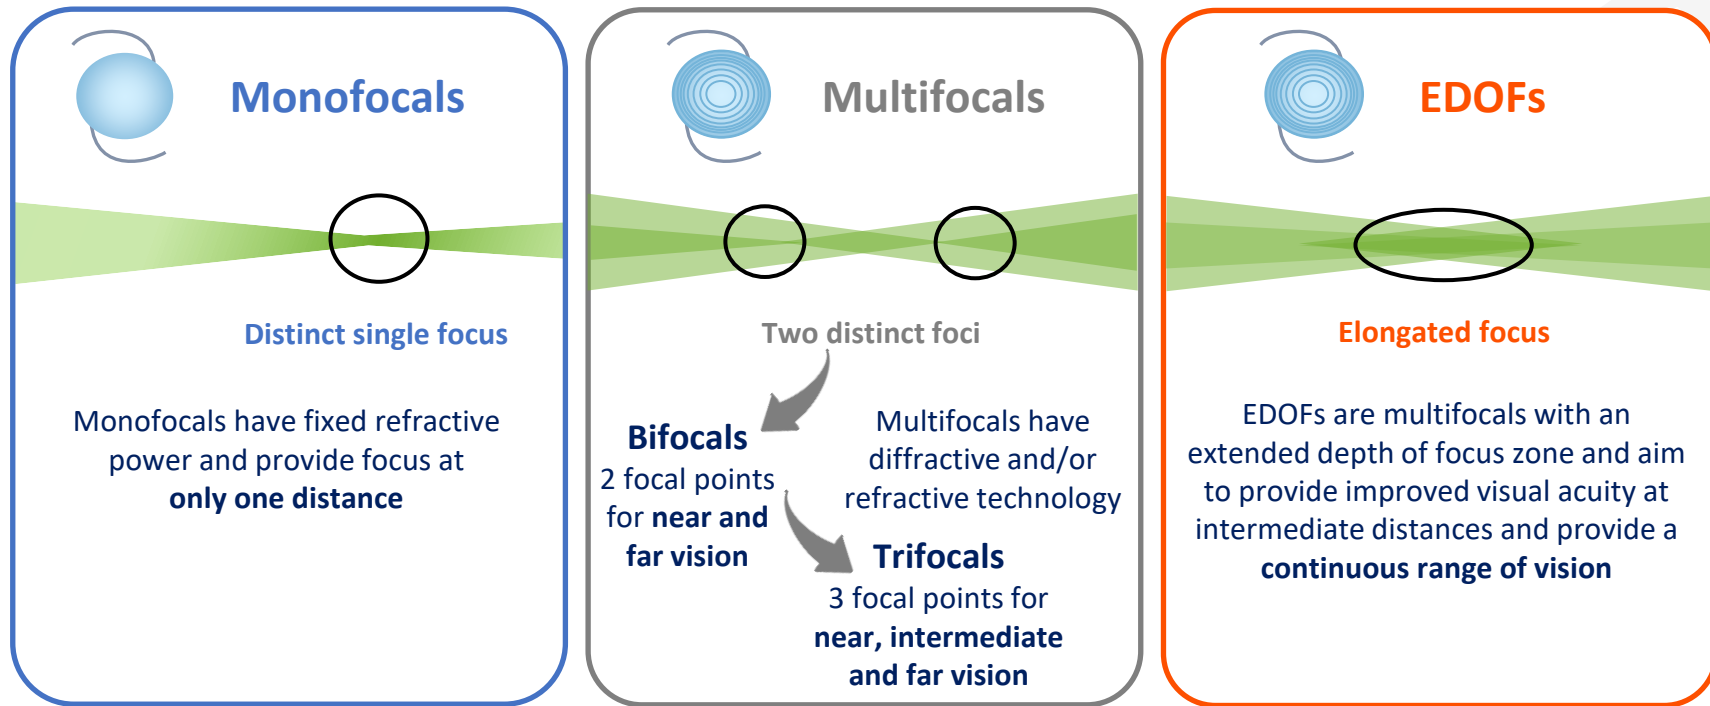 Monofocals
Distinct single focus
Monofocals have fixed refractive
power and provide focus at
only one distance
Multifocals
Two distinct foci
Bifocals
2 focal points
for near and
far vision
Multifocals have
diffractive and/or
refractive technology
Trifocals
3 focal points for
near, intermediate
and far vision
EDOFs
Elongated focus
EDOFs are multifocals with an
extended depth of focus zone and aim
to provide improved visual acuity at
intermediate distances and provide a
continuous range of vision